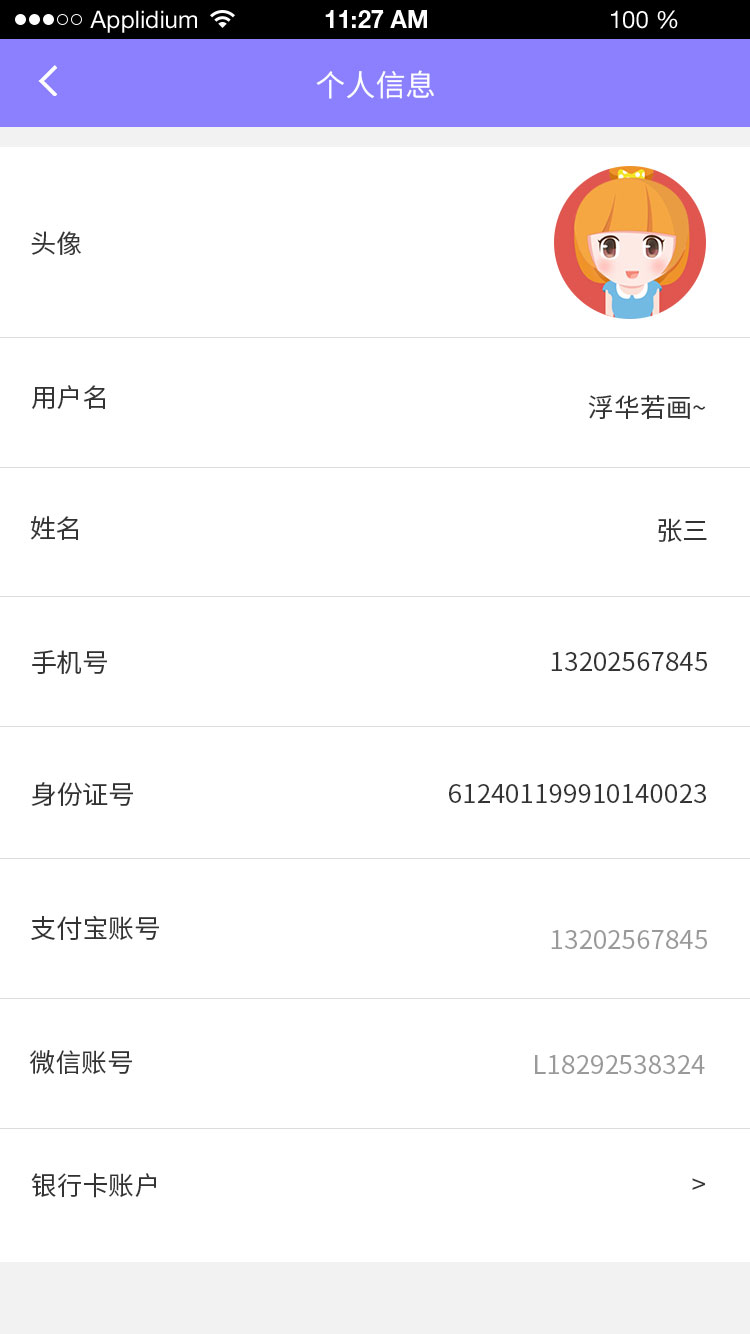 Applidium 11:27 AM 100 %
个人信息
头像
用户名 浮华若画~
姓名 张三
手机号 13202567845
身份证号 612401199910140023
支付宝账号 13202567845
微信账号 L18292538324
银行卡账户 >